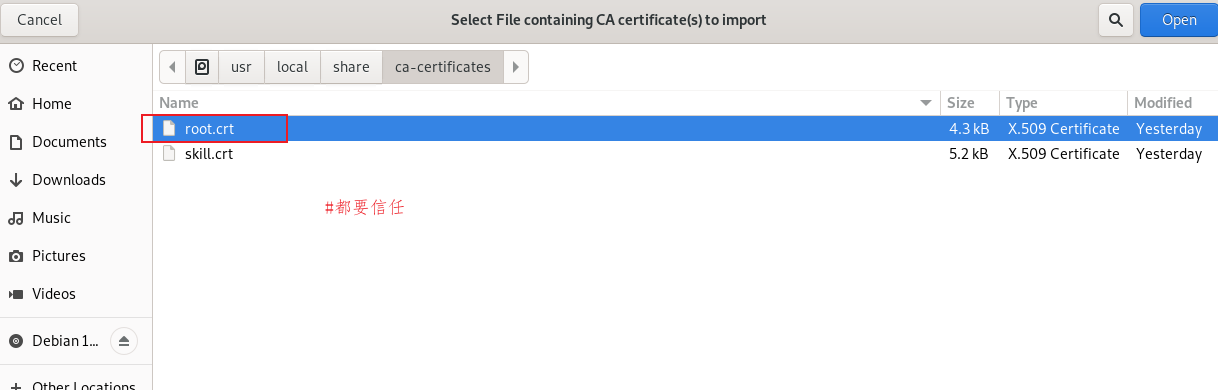 Cancel
Select File containing CA certificate(s) to import
Open
Recent
Home
Documents
Downloads
Music
Pictures
Videos
Debian 1...
Other Locations
usr local share ca-certificates
Name Size Type Modified
root.crt 4.3 kB X.509 Certificate Yesterday
skill.crt 5.2 kB X.509 Certificate Yesterday
#都要信任